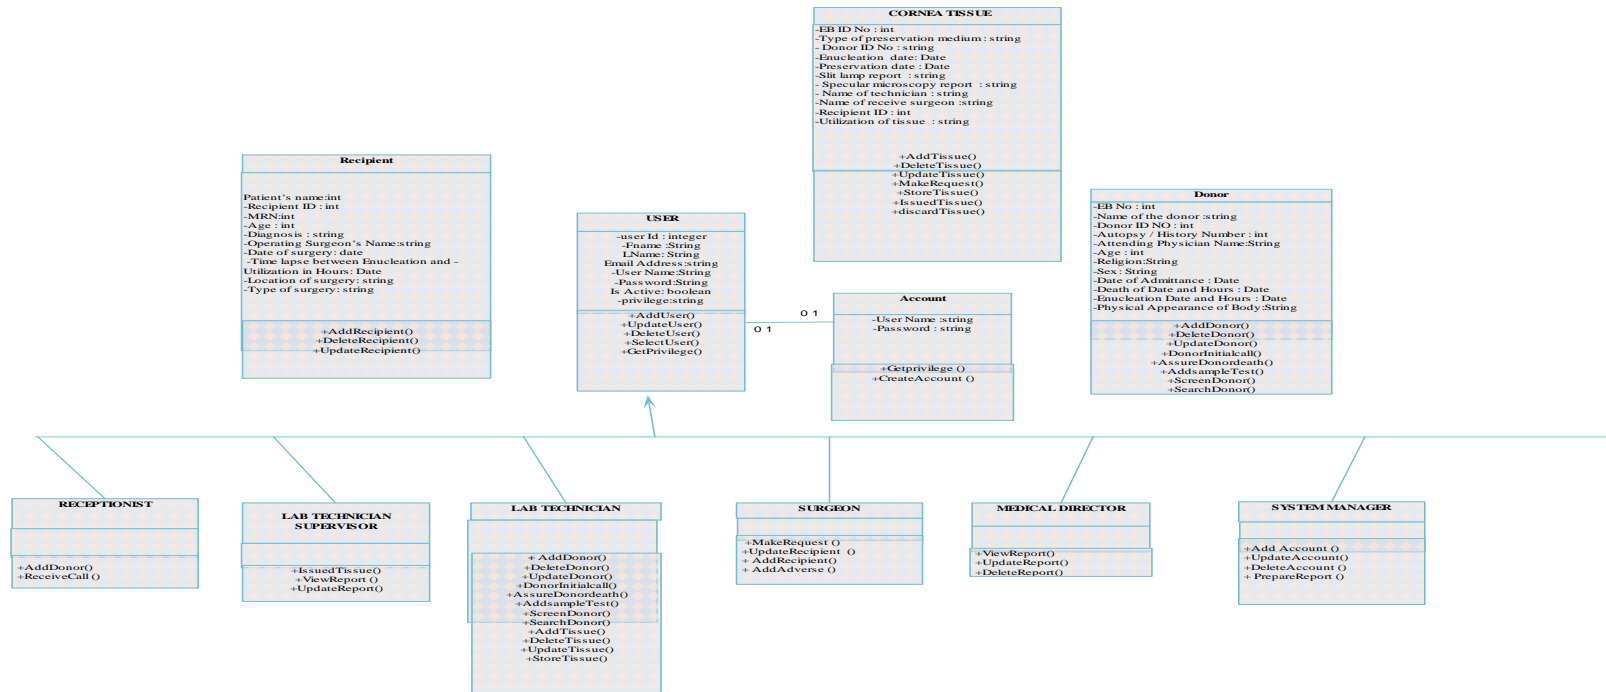 CORNEA TISSUE
-EB ID No : int
-Type of preservation medium : string
- Donor ID No : string
-Enucleation date: Date
-Preservation date : Date
-Slit lamp report : string
- Specular microscopy report : string
- Name of technician : string
-Name of receive surgeon :string
-Recipient ID : int
-Utilization of tissue : string
+AddTissue()
+DeleteTissue()
+UpdateTissue()
+MakeRequest()
+StoreTissue()
+IssuedTissue()
+discardTissue()
Recipient
Patient's name:int
-Recipient ID : int
-MRN:int
-Age : int
-Diagnosis : string
-Operating Surgeon's Name:string
-Date of surgery: date
-Time lapse between Enucleation and -
Utilization in Hours: Date
-Location of surgery: string
-Type of surgery: string
+AddRecipient()
+DeleteRecipient()
+UpdateRecipient()
USER
-user Id : integer
-Fname :String
LName: String
Email Address:string
-User Name:String
-Password:String
Is Active: boolean
-privilege:string
+AddUser()
+UpdateUser()
+DeleteUser()
+SelectUser()
+GetPrivilege()
0 1
0 1
Account
-User Name :string
-Password : string
+Getprivilege ()
+CreateAccount ()
Donor
-EB No : int
-Name of the donor :string
-Donor ID NO : int
-Autopsy / History Number : int
-Attending Physician Name:String
-Age : int
-Religion:String
-Sex : String
-Date of Admittance : Date
-Death of Date and Hours : Date
-Enucleation Date and Hours : Date
-Physical Appearance of Body:String
+AddDonor()
+DeleteDonor()
+UpdateDonor()
+DonorInitialcall()
+AssureDonordeath()
+AddsampleTest()
+ScreenDonor()
+SearchDonor()
RECEPTIONIST
+AddDonor()
+ReceiveCall ()
LAB TECHNICIAN
SUPERVISOR
+IssuedTissue()
+ViewReport ()
+UpdateReport()
LAB TECHNICIAN
+ AddDonor()
+DeleteDonor()
+UpdateDonor()
+DonorInitialcall()
+AssureDonordeath()
+AddsampleTest()
+ScreenDonor()
+SearchDonor()
+AddTissue()
+DeleteTissue()
+UpdateTissue()
+StoreTissue()
SURGEON
+MakeRequest ()
+UpdateRecipient ()
+AddRecipient()
+ AddAdverse ()
MEDICAL DIRECTOR
+ViewReport()
+UpdateReport()
+DeleteReport()
SYSTEM MANAGER
+Add Account ()
+UpdateAccount()
+DeleteAccount ()
+ PrepareReport ()